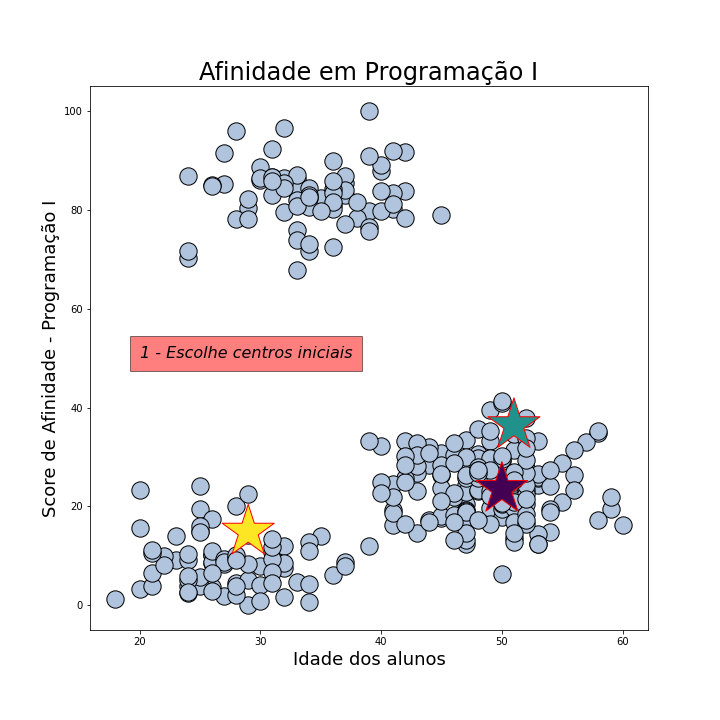 Afinidade em Programação I
100
80
60
40
20
0
Score de Afinidade - Programação I
1 - Escolhe centros iniciais
20 30 40 50 60
Idade dos alunos